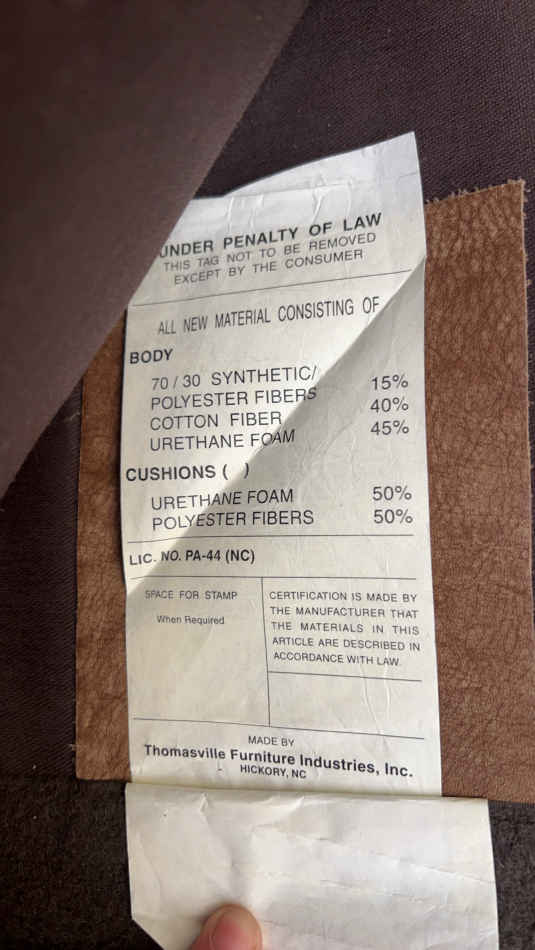 UNDER PENALTY OF LAW
THIS TAG NOT TO BE REMOVED
EXCEPT BY THE CONSUMER
ALL NEW MATERIAL CONSISTING OF
BODY
70 / 30 SYNTHETIC/
POLYESTER FIBERS 15%
COTTON FIBER 40%
URETHANE FOAM 45%
CUSHIONS ( )
URETHANE FOAM 50%
POLYESTER FIBERS 50%
LIC. NO. PA-44 (NC)
SPACE FOR STAMP
When Required
CERTIFICATION IS MADE BY
THE MANUFACTURER THAT
THE MATERIALS IN THIS
ARTICLE ARE DESCRIBED IN
ACCORDANCE WITH LAW.
MADE BY
Thomasville Furniture Industries, Inc.
HICKORY, NC